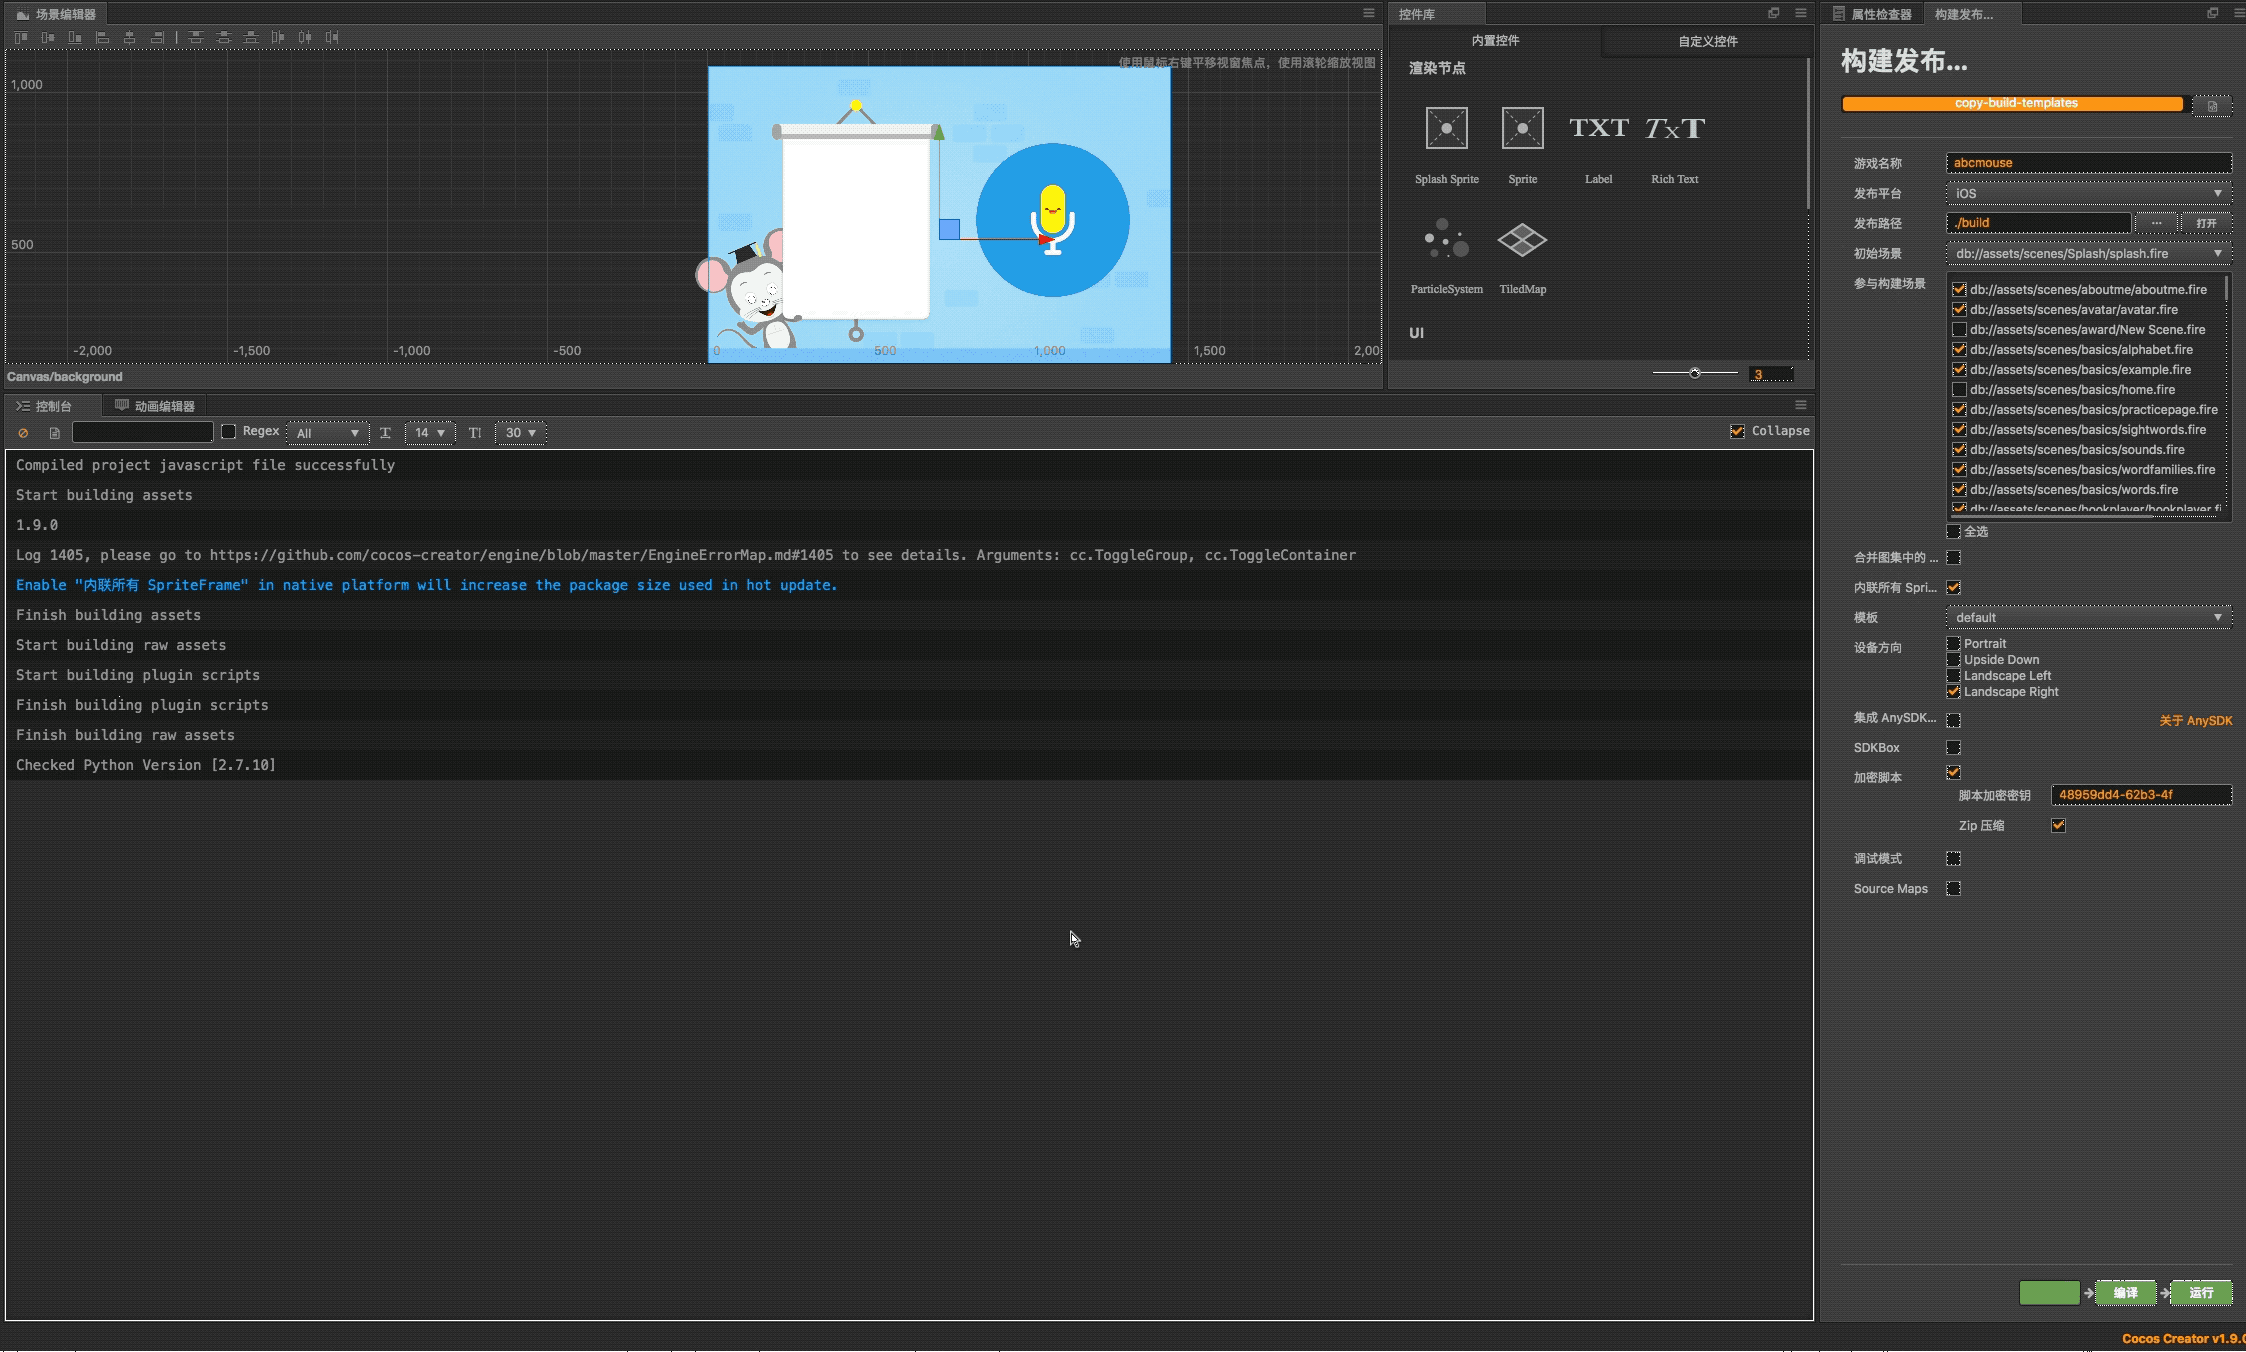 场景编辑器
使用鼠标右键平移视窗焦点，使用滚轮缩放视图
1,000
500
-2,000
-1,500
-1,000
-500
0
500
1,000
1,500
2,00
Canvas/background
控件库
内置控件
自定义控件
渲染节点
TXT
TxT
Splash Sprite
Sprite
Label
Rich Text
ParticleSystem
TiledMap
UI
3
控制台
动画编辑器
Regex
All
14
30
Collapse
Compiled project javascript file successfully
Start building assets
1.9.0
Log 1405, please go to https://github.com/cocos-creator/engine/blob/master/EngineErrorMap.md#1405 to see details. Arguments: cc.ToggleGroup, cc.ToggleContainer
Enable "内联所有 SpriteFrame" in native platform will increase the package size used in hot update.
Finish building assets
Start building raw assets
Start building plugin scripts
Finish building plugin scripts
Finish building raw assets
Checked Python Version [2.7.10]
属性检查器
构建发布...
构建发布...
copy-build-templates
游戏名称
abcmouse
发布平台
iOS
发布路径
./build
...
打开
初始场景
db://assets/scenes/Splash/splash.fire
参与构建场景
db://assets/scenes/aboutme/aboutme.fire
db://assets/scenes/avatar/avatar.fire
db://assets/scenes/award/New Scene.fire
db://assets/scenes/basics/alphabet.fire
db://assets/scenes/basics/example.fire
db://assets/scenes/basics/home.fire
db://assets/scenes/basics/practicepage.fire
db://assets/scenes/basics/sightwords.fire
db://assets/scenes/basics/sounds.fire
db://assets/scenes/basics/wordfamilies.fire
db://assets/scenes/basics/words.fire
db://assets/scenes/bookplayer/bookplayer.fi
全选
合并图集中的 ...
内联所有 Spri...
模板
default
设备方向
Portrait
Upside Down
Landscape Left
Landscape Right
集成 AnySDK...
关于 AnySDK
SDKBox
加密脚本
脚本加密密钥
48959dd4-62b3-4f
Zip 压缩
调试模式
Source Maps
编译
运行
Cocos Creator v1.9.0